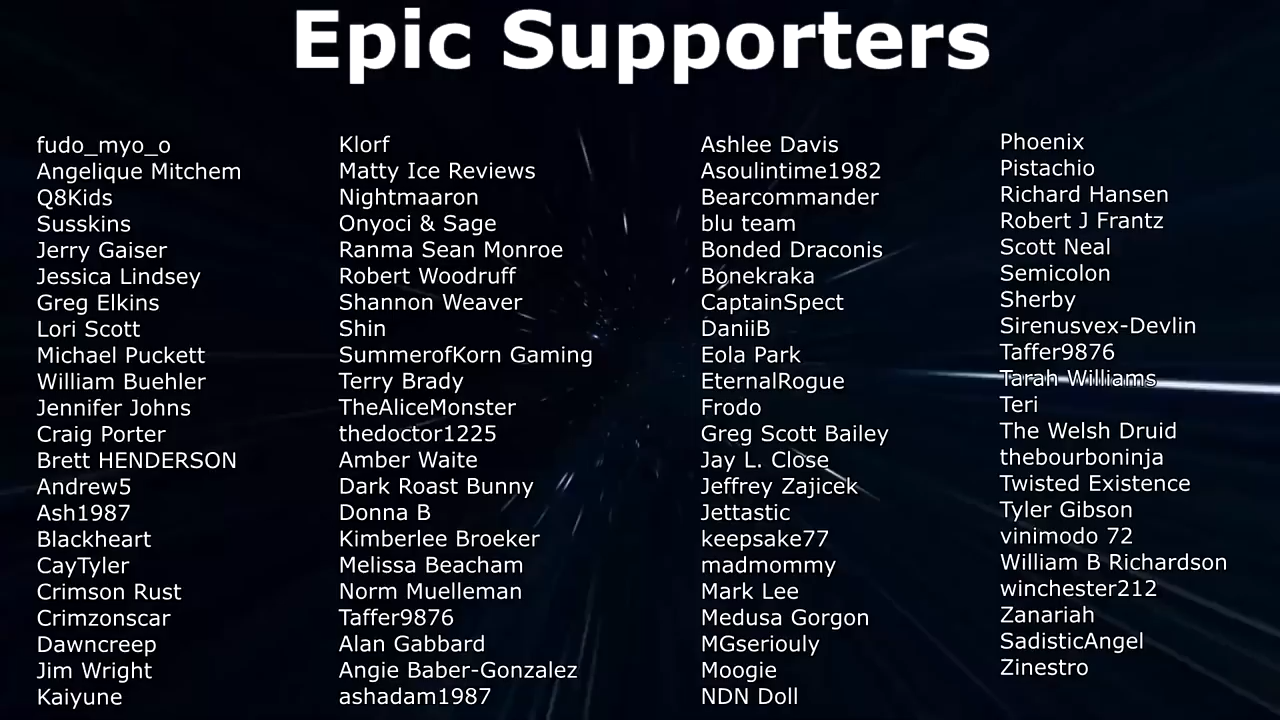 Epic Supporters
fudo_myo_o
Angelique Mitchem
Q8Kids
Susskins
Jerry Gaiser
Jessica Lindsey
Greg Elkins
Lori Scott
Michael Puckett
William Buehler
Jennifer Johns
Craig Porter
Brett HENDERSON
Andrew5
Ash1987
Blackheart
CayTyler
Crimson Rust
Crimzonscar
Dawncreep
Jim Wright
Kaiyune
Klorf
Matty Ice Reviews
Nightmaaron
Onyoci & Sage
Ranma Sean Monroe
Robert Woodruff
Shannon Weaver
Shin
SummerofKorn Gaming
Terry Brady
TheAliceMonster
thedoctor1225
Amber Waite
Dark Roast Bunny
Donna B
Kimberlee Broeker
Melissa Beacham
Norm Muelleman
Taffer9876
Alan Gabbard
Angie Baber-Gonzalez
ashadam1987
Ashlee Davis
Asoulintime1982
Bearcommander
blu team
Bonded Draconis
Bonekraka
CaptainSpect
DaniiB
Eola Park
EternalRogue
Frodo
Greg Scott Bailey
Jay L. Close
Jeffrey Zajicek
Jettastic
keepsake77
madmommy
Mark Lee
Medusa Gorgon
MGseriouly
Moogie
NDN Doll
Phoenix
Pistachio
Richard Hansen
Robert J Frantz
Scott Neal
Semicolon
Sherby
Sirenusvex-Devlin
Taffer9876
Tarah Williams
Teri
The Welsh Druid
thebourboninja
Twisted Existence
Tyler Gibson
vinimodo 72
William B Richardson
winchester212
Zanariah
SadisticAngel
Zinestro